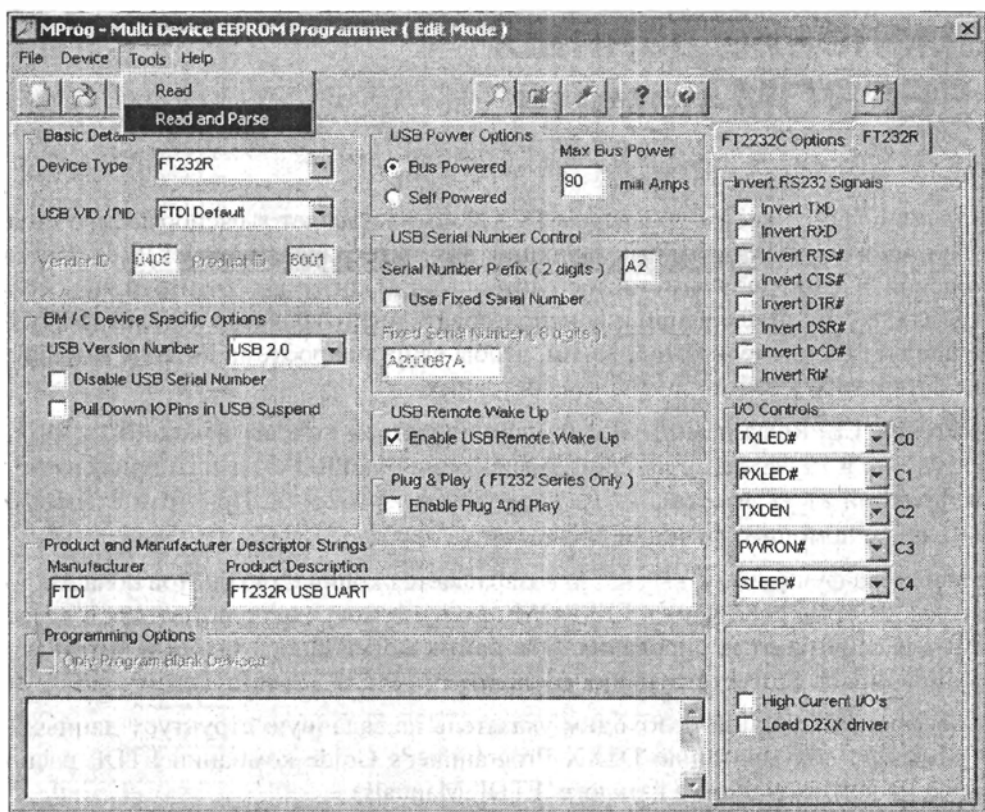 MProg - Multi Device EEPROM Programmer ( Edit Mode )
File Device Tools Help
Read
Read and Parse
Basic Details
Device Type FT232R
USB VID / PID FTDI Default
Vendor ID 0403 Product ID 6001
BM / C Device Specific Options
USB Version Number USB 2.0
Disable USB Serial Number
Pull Down IO Pins in USB Suspend
USB Power Options
Bus Powered
Self Powered
Max Bus Power
90 milli Amps
USB Serial Number Control
Serial Number Prefix ( 2 digits ) A2
Use Fixed Serial Number
Fixed Serial Number ( 8 digits )
A200087A
USB Remote Wake Up
Enable USB Remote Wake Up
Plug & Play ( FT232 Series Only )
Enable Plug And Play
FT2232C Options FT232R
Invert RS232 Signals
Invert TXD
Invert RXD
Invert RTS#
Invert CTS#
Invert DTR#
Invert DSR#
Invert DCD#
Invert RI#
I/O Controls
TXLED# C0
RXLED# C1
TXDEN C2
PWRON# C3
SLEEP# C4
Product and Manufacturer Descriptor Strings
Manufacturer Product Description
FTDI FT232R USB UART
Programming Options
Only Program Blank Devices
High Current I/O's
Load D2XX driver